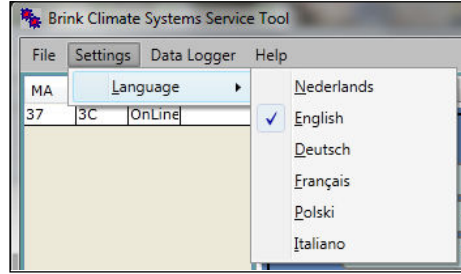 Brink Climate Systems Service Tool
File Settings Data Logger Help
MA Language Nederlands
37 3C OnLine English
Deutsch
Français
Polski
Italiano